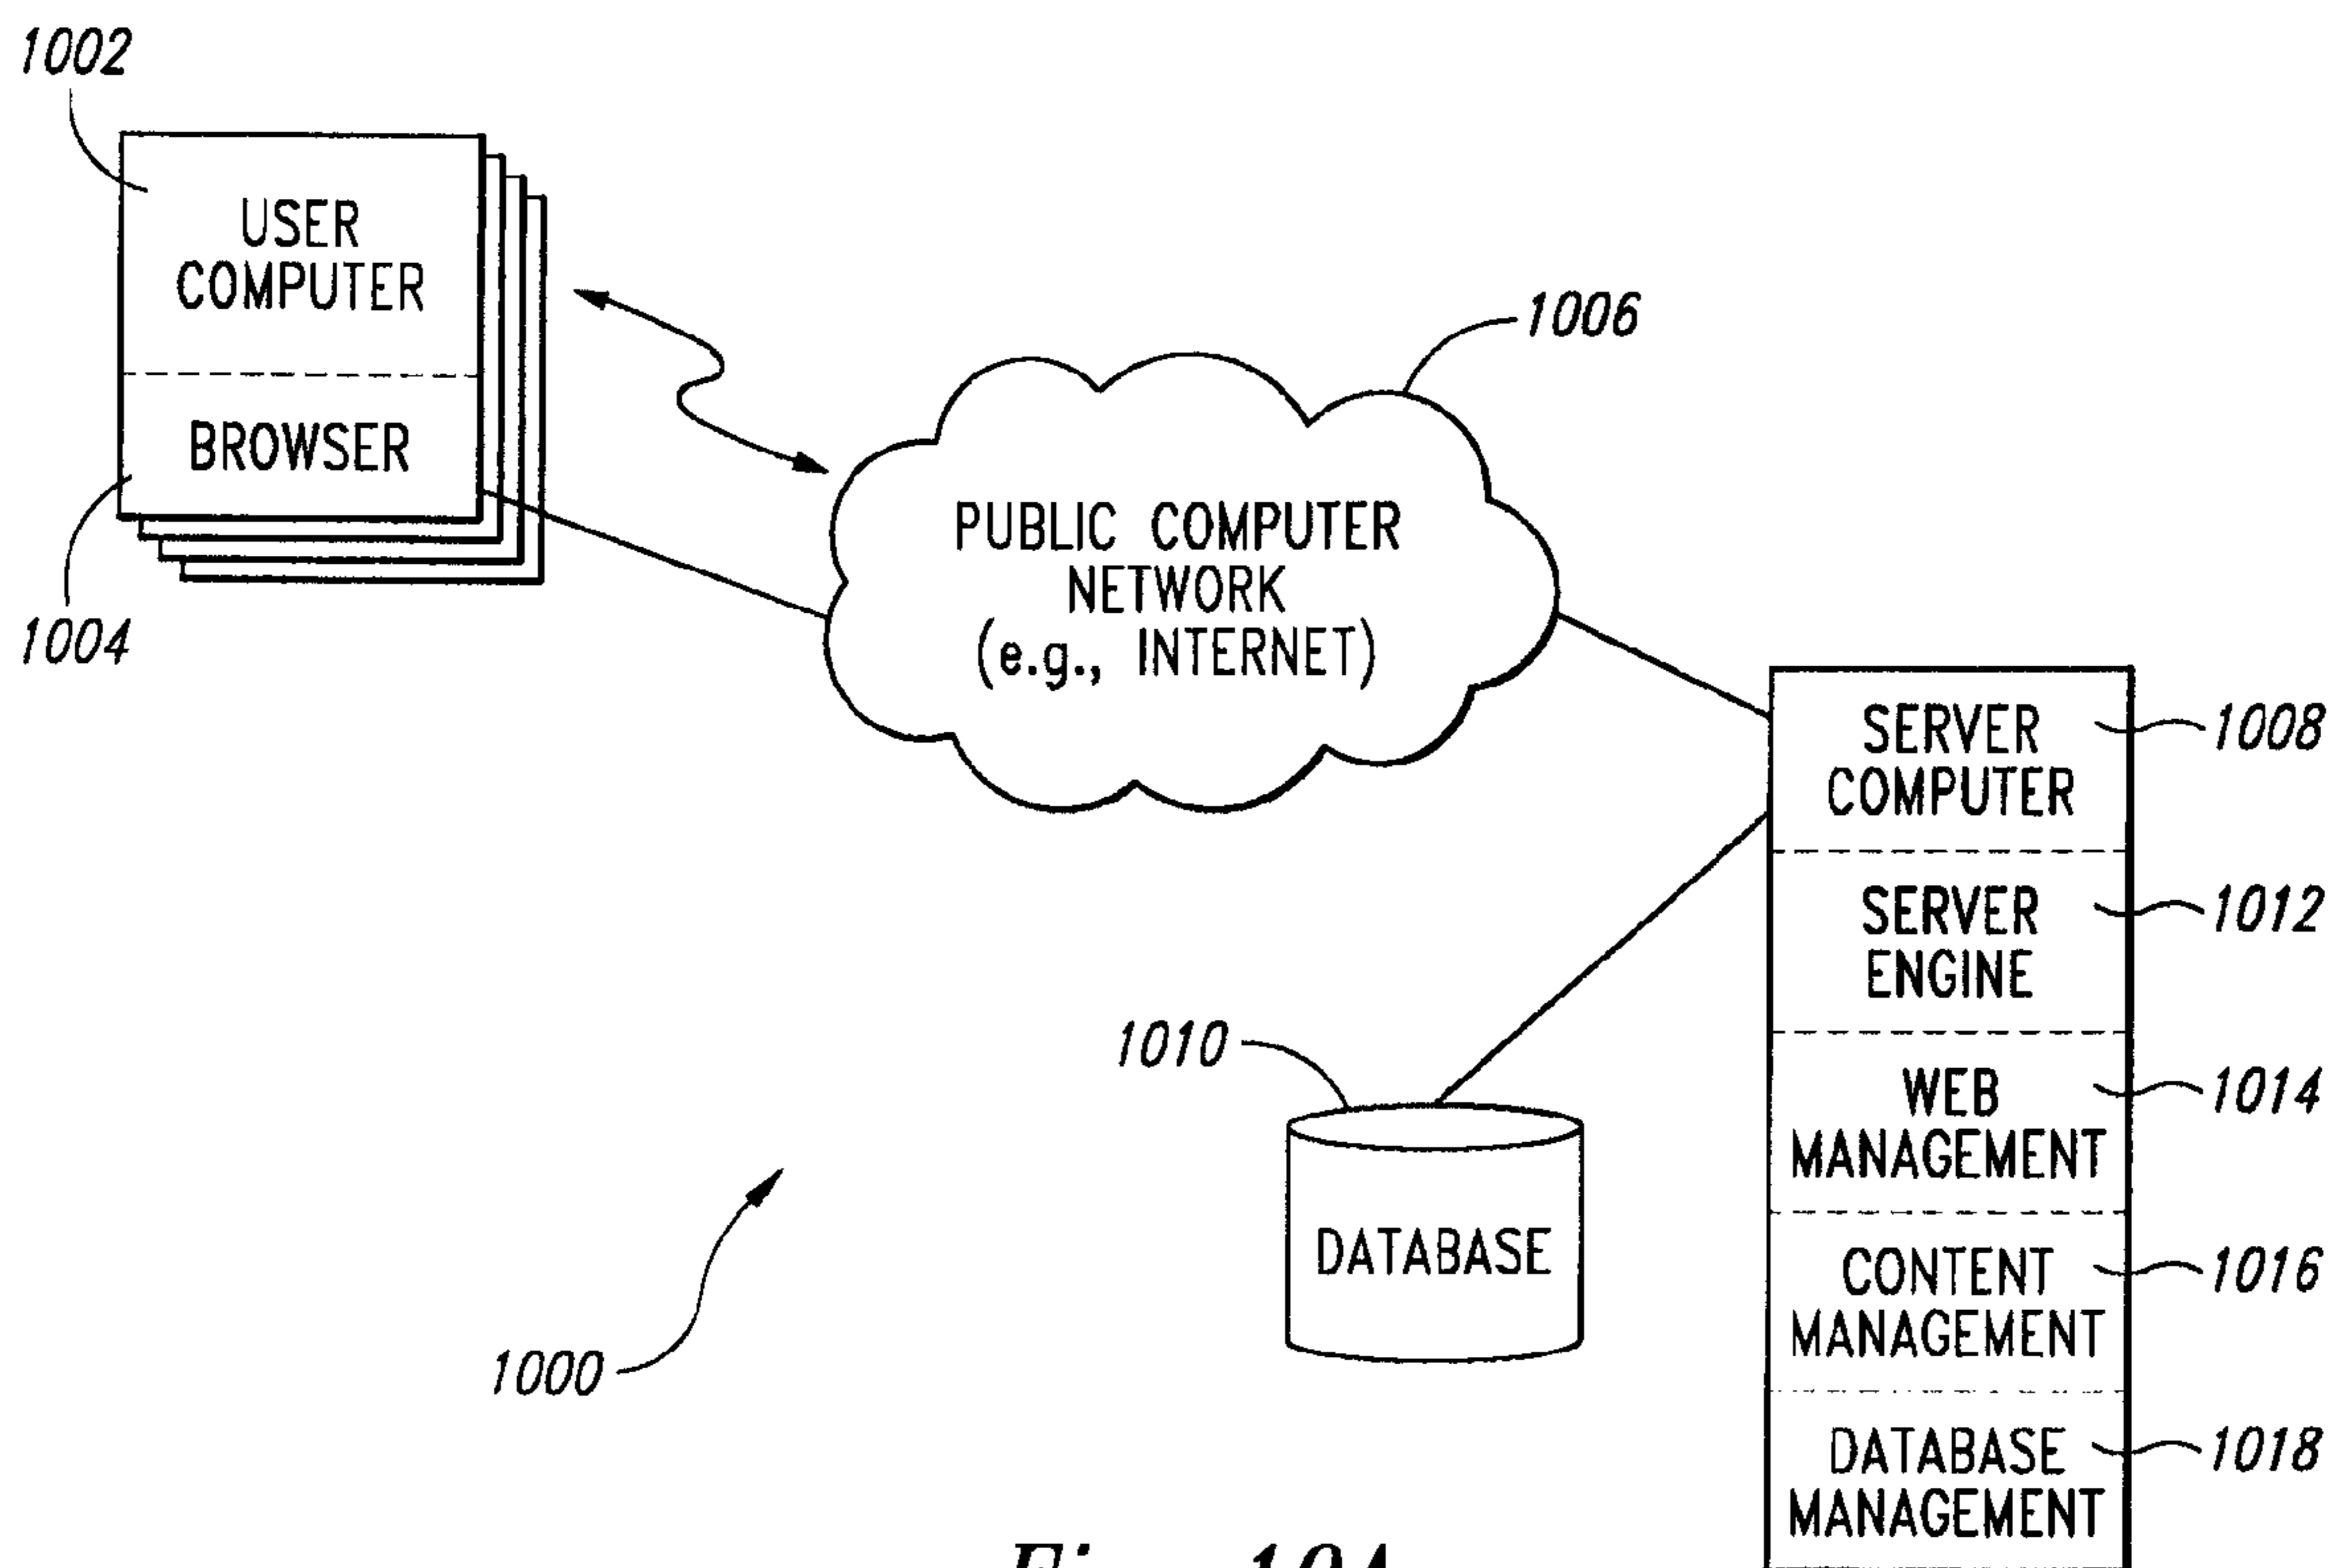 1002
USER
COMPUTER
BROWSER
1004
1006
PUBLIC COMPUTER
NETWORK
(e.g., INTERNET)
SERVER
COMPUTER
1008
SERVER
ENGINE
1012
WEB
MANAGEMENT
1014
CONTENT
MANAGEMENT
1016
DATABASE
MANAGEMENT
1018
1010
DATABASE
1000